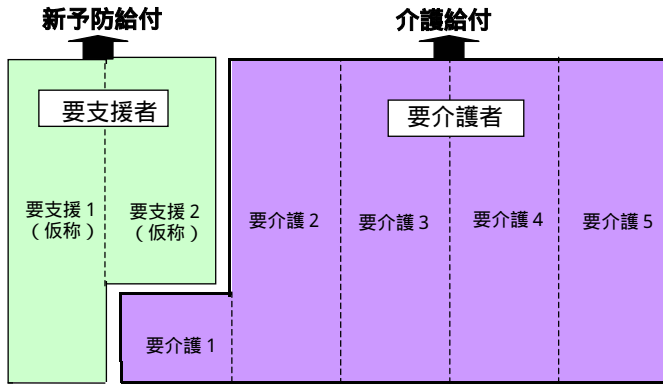 新予防給付
介護給付
要支援者
要介護者
要支援１
（仮称）
要支援２
（仮称）
要介護２
要介護３
要介護４
要介護５
要介護１